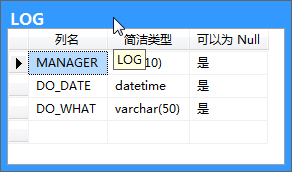 LOG
列名 简洁类型 可以为 Null
MANAGER 10) 是
LOG
DO_DATE datetime 是
DO_WHAT varchar(50) 是